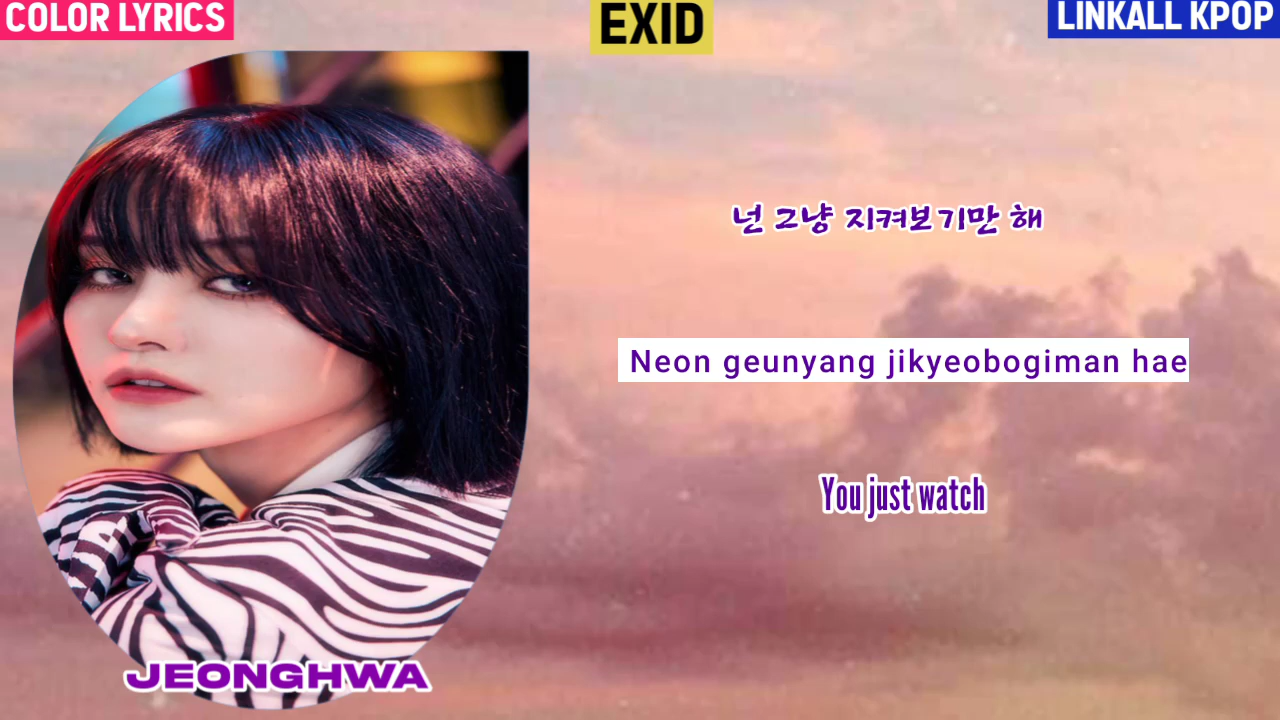 COLOR LYRICS
EXID
LINKALL KPOP
넌 그냥 지켜보기만 해
Neon geunyang jikyeobogiman hae
You just watch
JEONGHWA